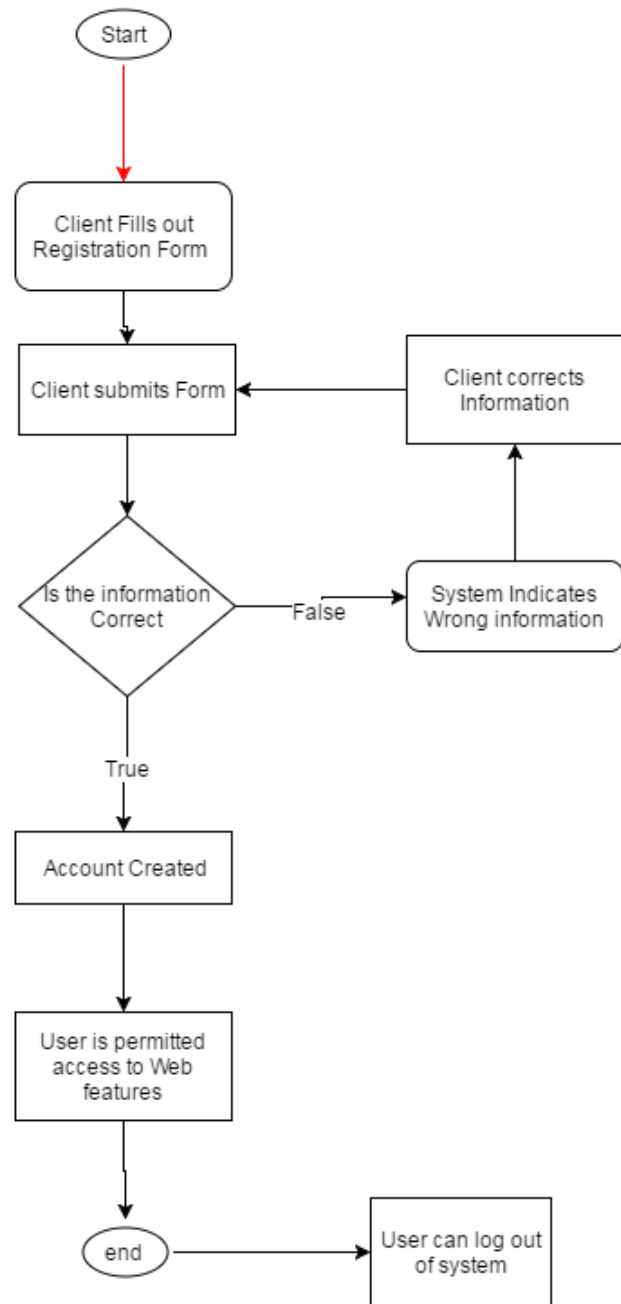 Start
Client Fills out
Registration Form
Client submits Form
Client corrects
Information
Is the information
Correct
False
System Indicates
Wrong information
True
Account Created
User is permitted
access to Web
features
end
User can log out
of system